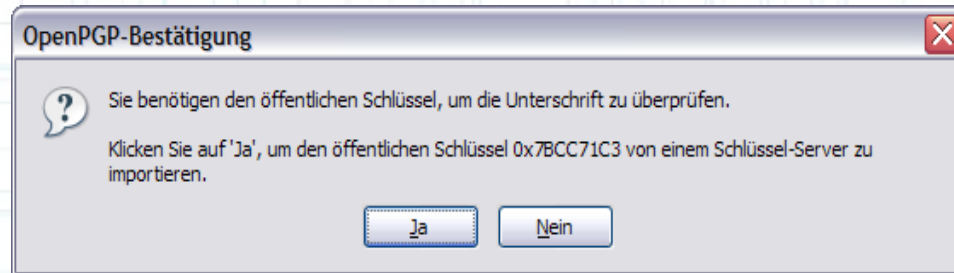 OpenPGP-Bestätigung
Sie benötigen den öffentlichen Schlüssel, um die Unterschrift zu überprüfen.
Klicken Sie auf 'Ja', um den öffentlichen Schlüssel 0x7BCC71C3 von einem Schlüssel-Server zu
importieren.
Ja
Nein